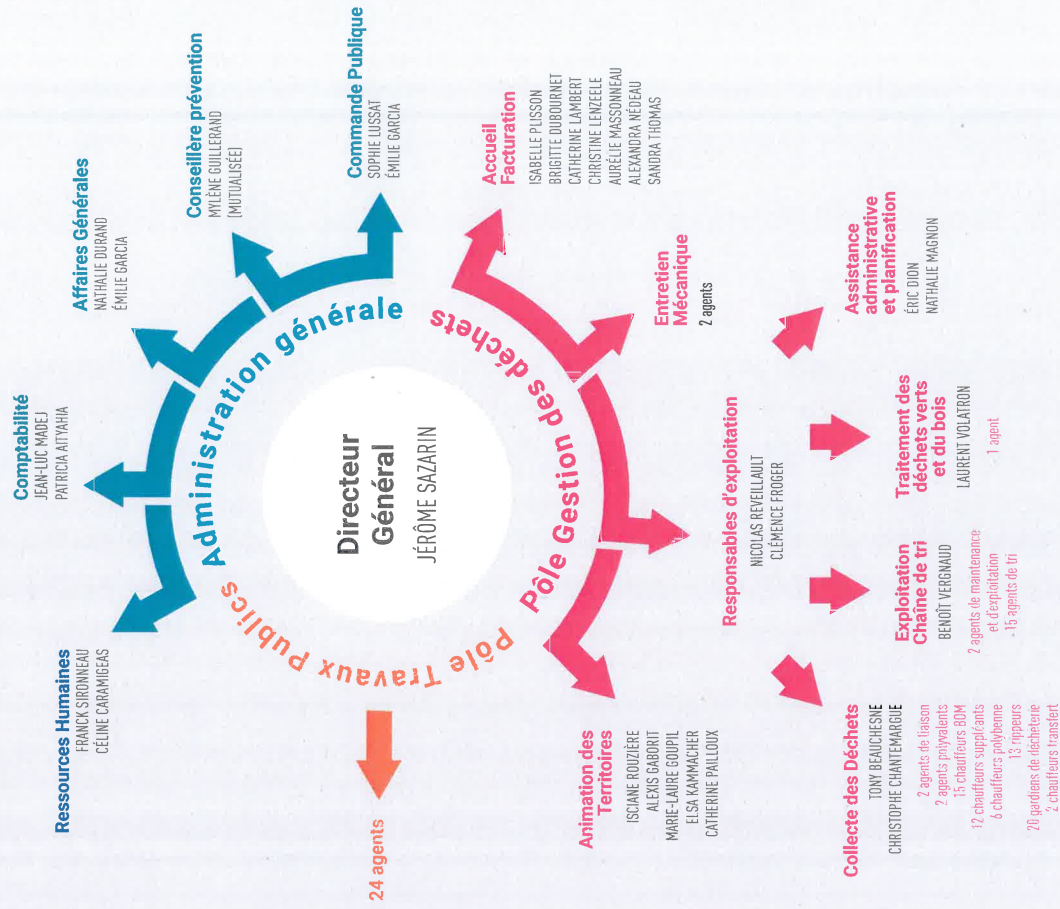 Ressources Humaines
FRANCK SIRONNEAU
CÉLINE CARAMIGEAS
Comptabilité
JEAN-LUC MADEJ
PATRICIA AITYAHIA
Affaires Générales
NATHALIE DURAND
ÉMILIE GARCIA
Conseillère prévention
MYLÈNE GUILLERAND
(MUTUALISÉE)
Commande Publique
SOPHIE LUSSAT
ÉMILIE GARCIA
Administration générale
Directeur
Général
JÉRÔME SAZARIN
Pôle Travaux Publics
24 agents
Pôle Gestion des déchets
Accueil
Facturation
ISABELLE PLISSON
BRIGITTE DUBOURNET
CATHERINE LAMBERT
CHRISTINE LENZEELE
AURÉLIE MASSONNEAU
ALEXANDRA NEDEAU
SANDRA THOMAS
Entretien
Mécanique
2 agents
Animation des
Territoires
ISCIANE ROUZIÈRE
ALEXIS GABORIT
MARIE-LAURE GOUPIL
ELSA KAMMACHER
CATHERINE PAILLOUX
Responsables d'exploitation
NICOLAS REVEILLAULT
CLÉMENCE FROGER
Collecte des Déchets
TONY BEAUCHESNE
CHRISTOPHE CHANTEMARGUE
2 agents de liaison
2 agents polyvalents
15 chauffeurs BOM
12 chauffeurs suppléants
6 chauffeurs polybenne
13 rippeurs
20 gardiens de déchèterie
2 chauffeurs transfert
Exploitation
Chaîne de tri
BENOÎT VERGNAUD
2 agents de maintenance
et d'exploitation
15 agents de tri
Traitement des
déchets verts
et du bois
LAURENT VOLATRON
1 agent
Assistance
administrative
et planification
ÉRIC DION
NATHALIE MAGNON